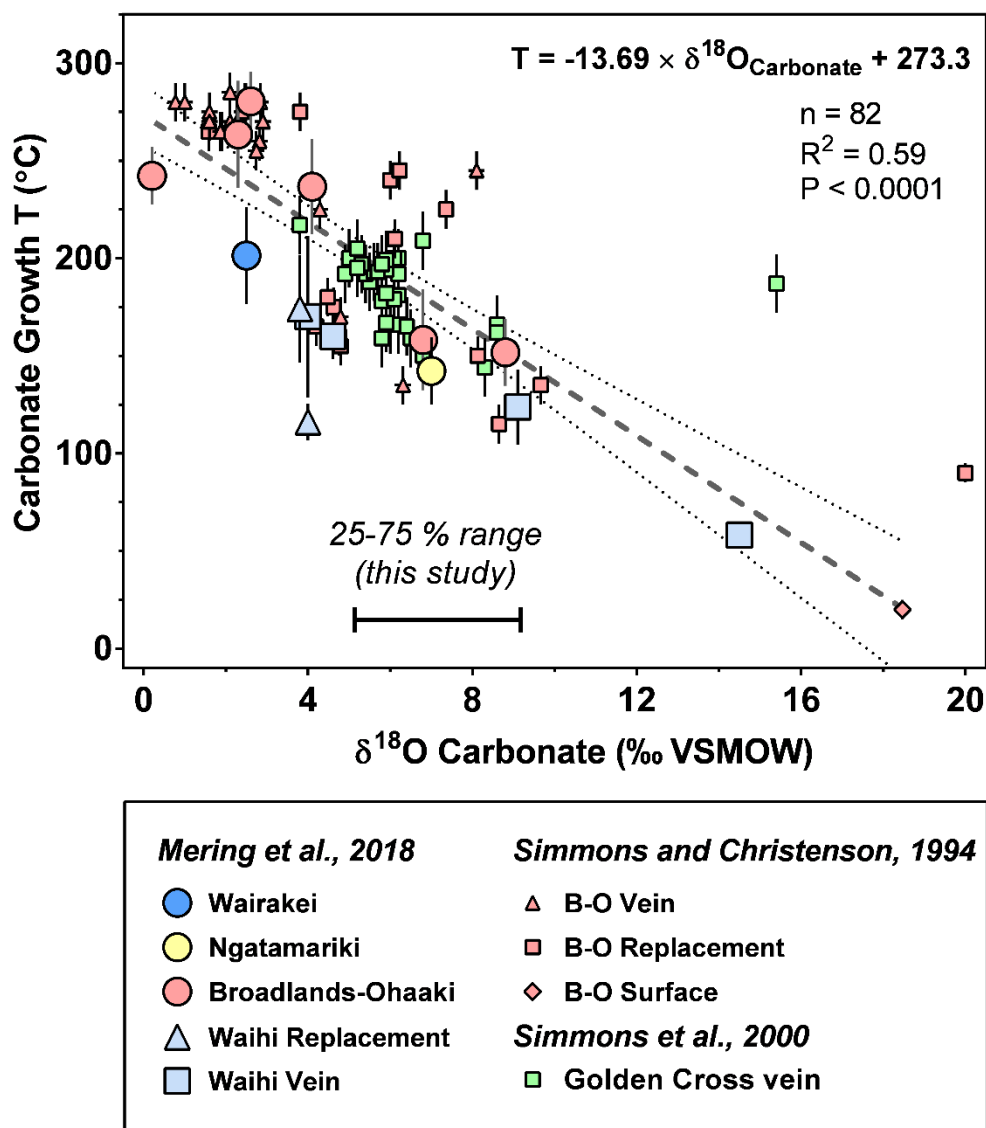 T = -13.69 × δ¹⁸O_Carbonate + 273.3
n = 82
R² = 0.59
P < 0.0001
300
200
100
0
Carbonate Growth T (°C)
25-75 % range
(this study)
0 4 8 12 16 20
δ¹⁸O Carbonate (‰ VSMOW)
Mering et al., 2018
Wairakei
Ngatamariki
Broadlands-Ohaaki
Waihi Replacement
Waihi Vein
Simmons and Christenson, 1994
B-O Vein
B-O Replacement
B-O Surface
Simmons et al., 2000
Golden Cross vein